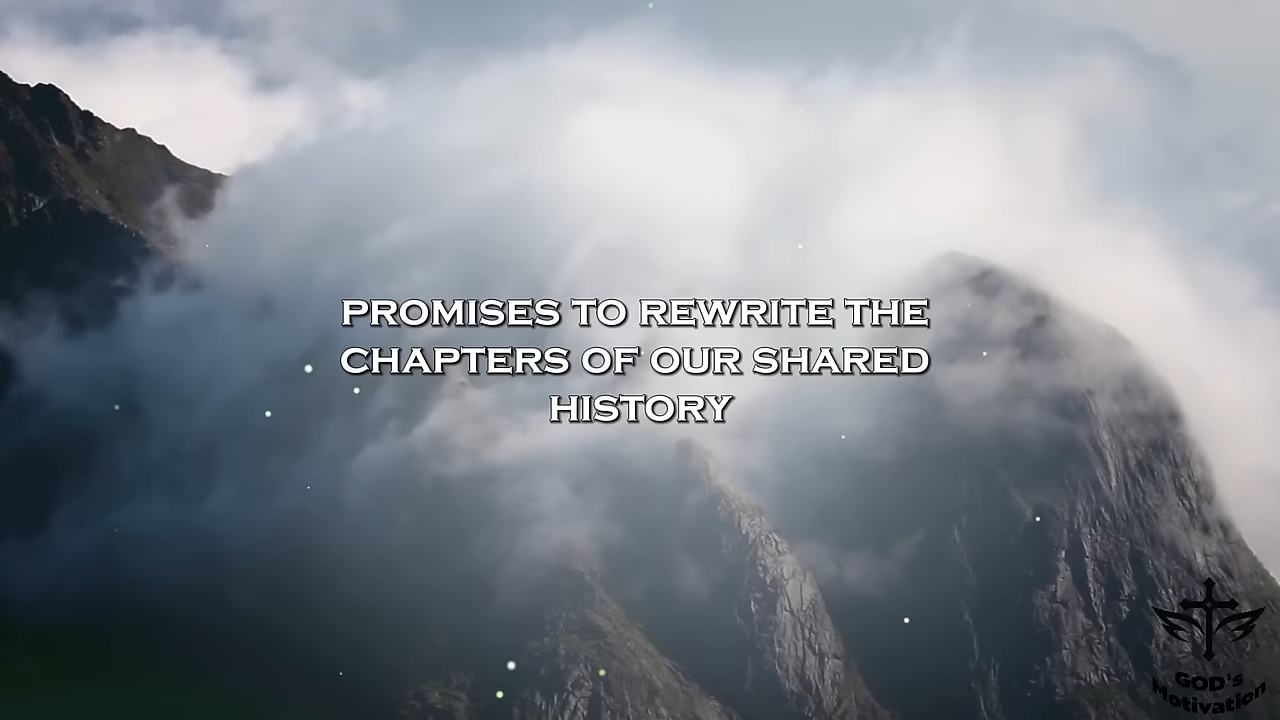 PROMISES TO REWRITE THE
CHAPTERS OF OUR SHARED
HISTORY
GOD's
Motivation